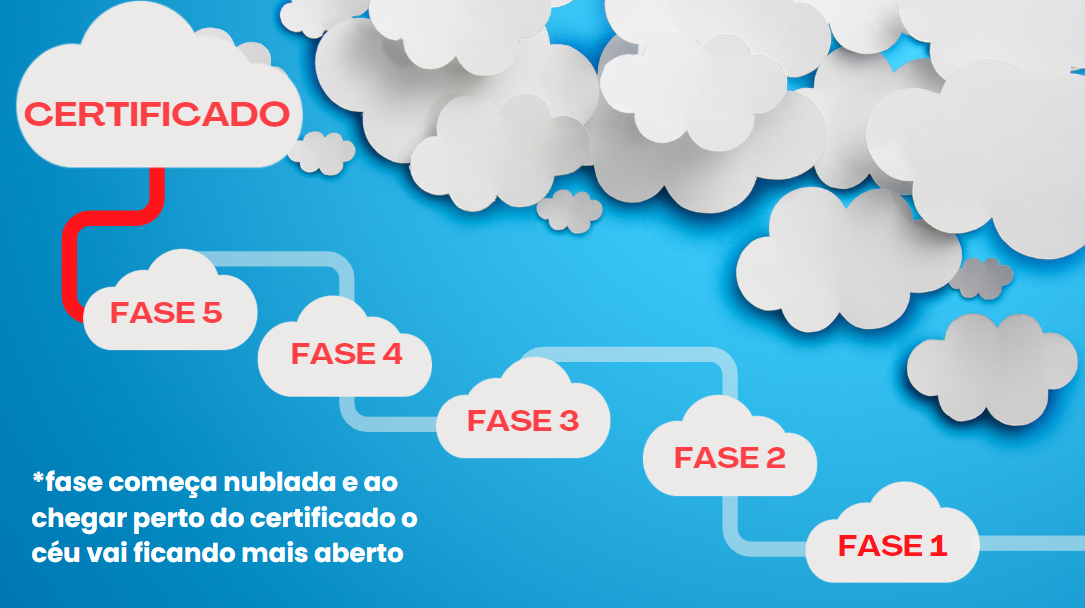 CERTIFICADO
FASE 5
FASE 4
FASE 3
FASE 2
FASE 1
*fase começa nublada e ao
chegar perto do certificado o
céu vai ficando mais aberto